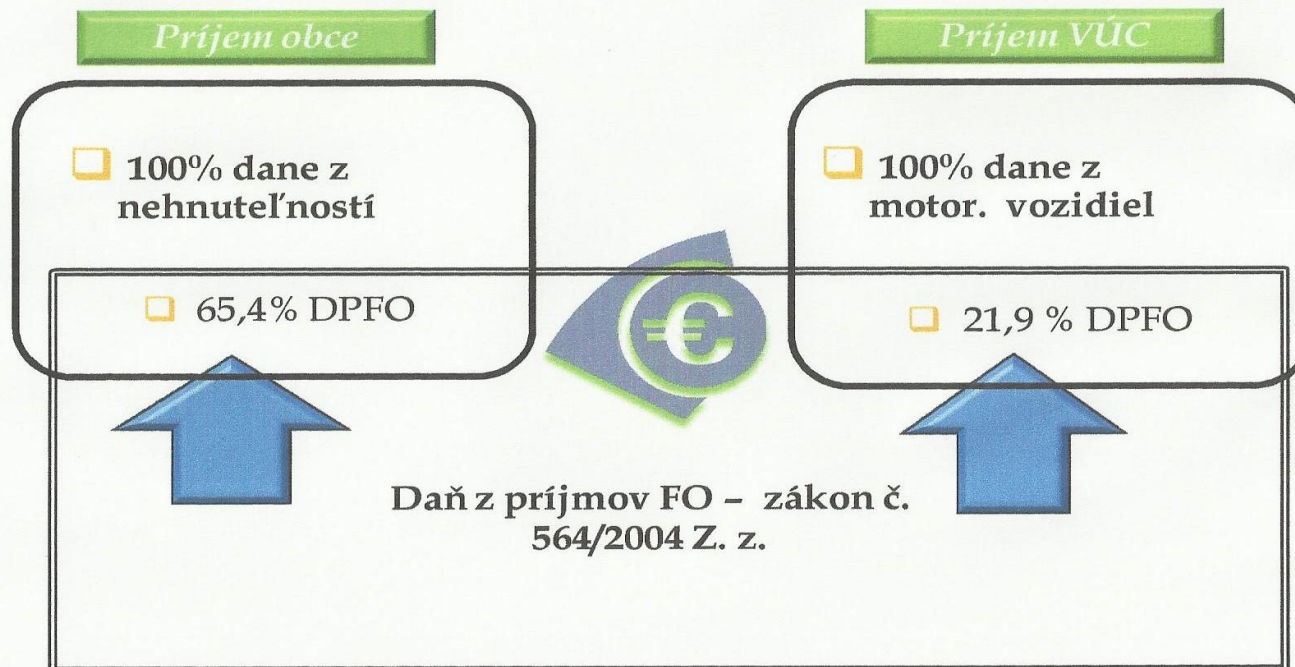 Príjem obce
Príjem VÚC
100% dane z
nehnuteľností
100% dane z
motor. vozidiel
65,4% DPFO
21,9 % DPFO
Daň z príjmov FO – zákon č.
564/2004 Z. z.